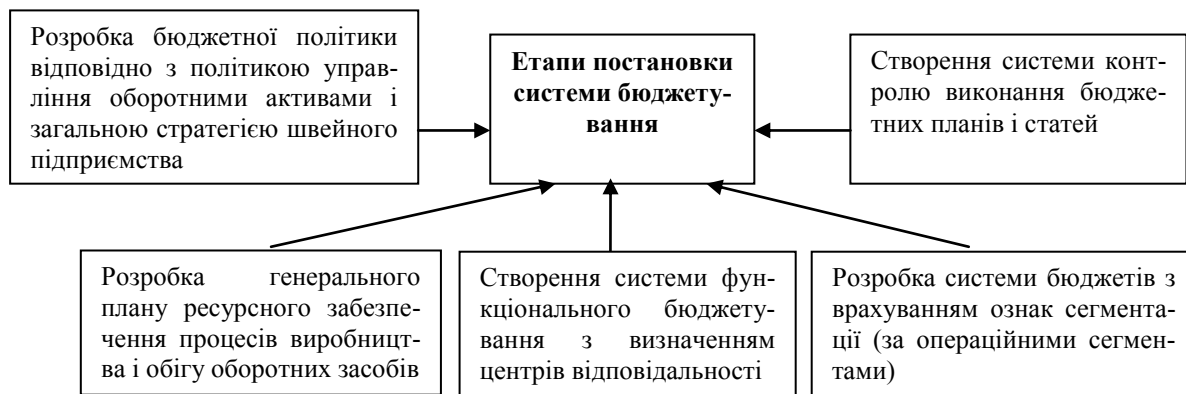 Розробка бюджетної політики
відповідно з політикою управ-
ління оборотними активами і
загальною стратегією швейного
підприємства
Етапи постановки
системи бюджету-
вання
Створення системи конт-
ролю виконання бюдже-
тних планів і статей
Розробка генерального
плану ресурсного забезпе-
чення процесів виробницт-
ва і обігу оборотних засобів
Створення системи фун-
кціонального бюджету-
вання з визначенням
центрів відповідальності
Розробка системи бюджетів з
врахуванням ознак сегмента-
ції (за операційними сегмен-
тами)